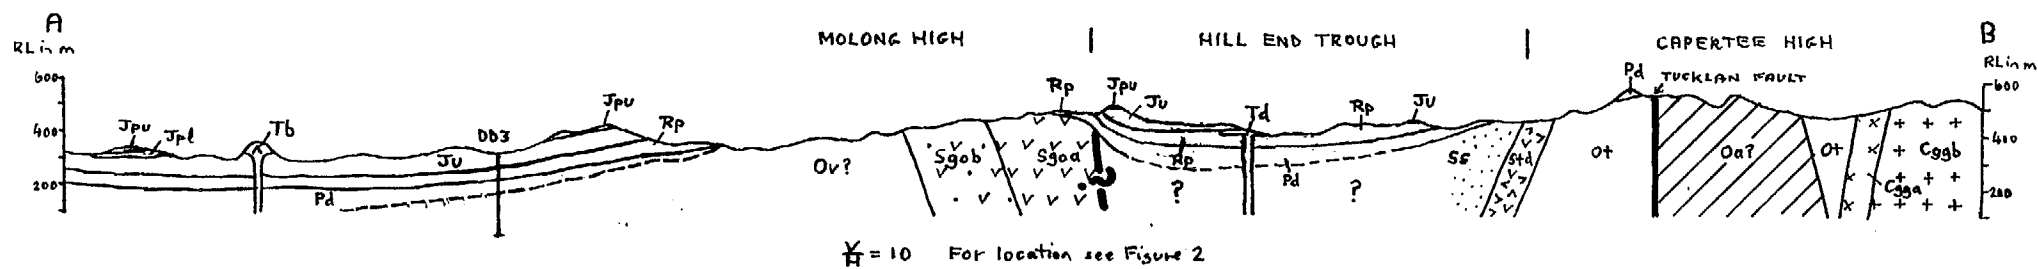 A
RL in m
600
400
200
Jpu
Jpl
Tb
Ju
Pd
DD3
Jpu
Rp
MOLONG HIGH
Ov?
Sgob
Sgoa
Rp
Jpu
Ju
HILL END TROUGH
Td
Rp
Ju
Rp
Pd
?
?
Ss
Std
CAPERTEE HIGH
Pd
TUCKLAN FAULT
Ot
Oa?
Ot
Cgga
Cggb
B
RL in m
600
400
200
V/H = 10 For location see Figure 2